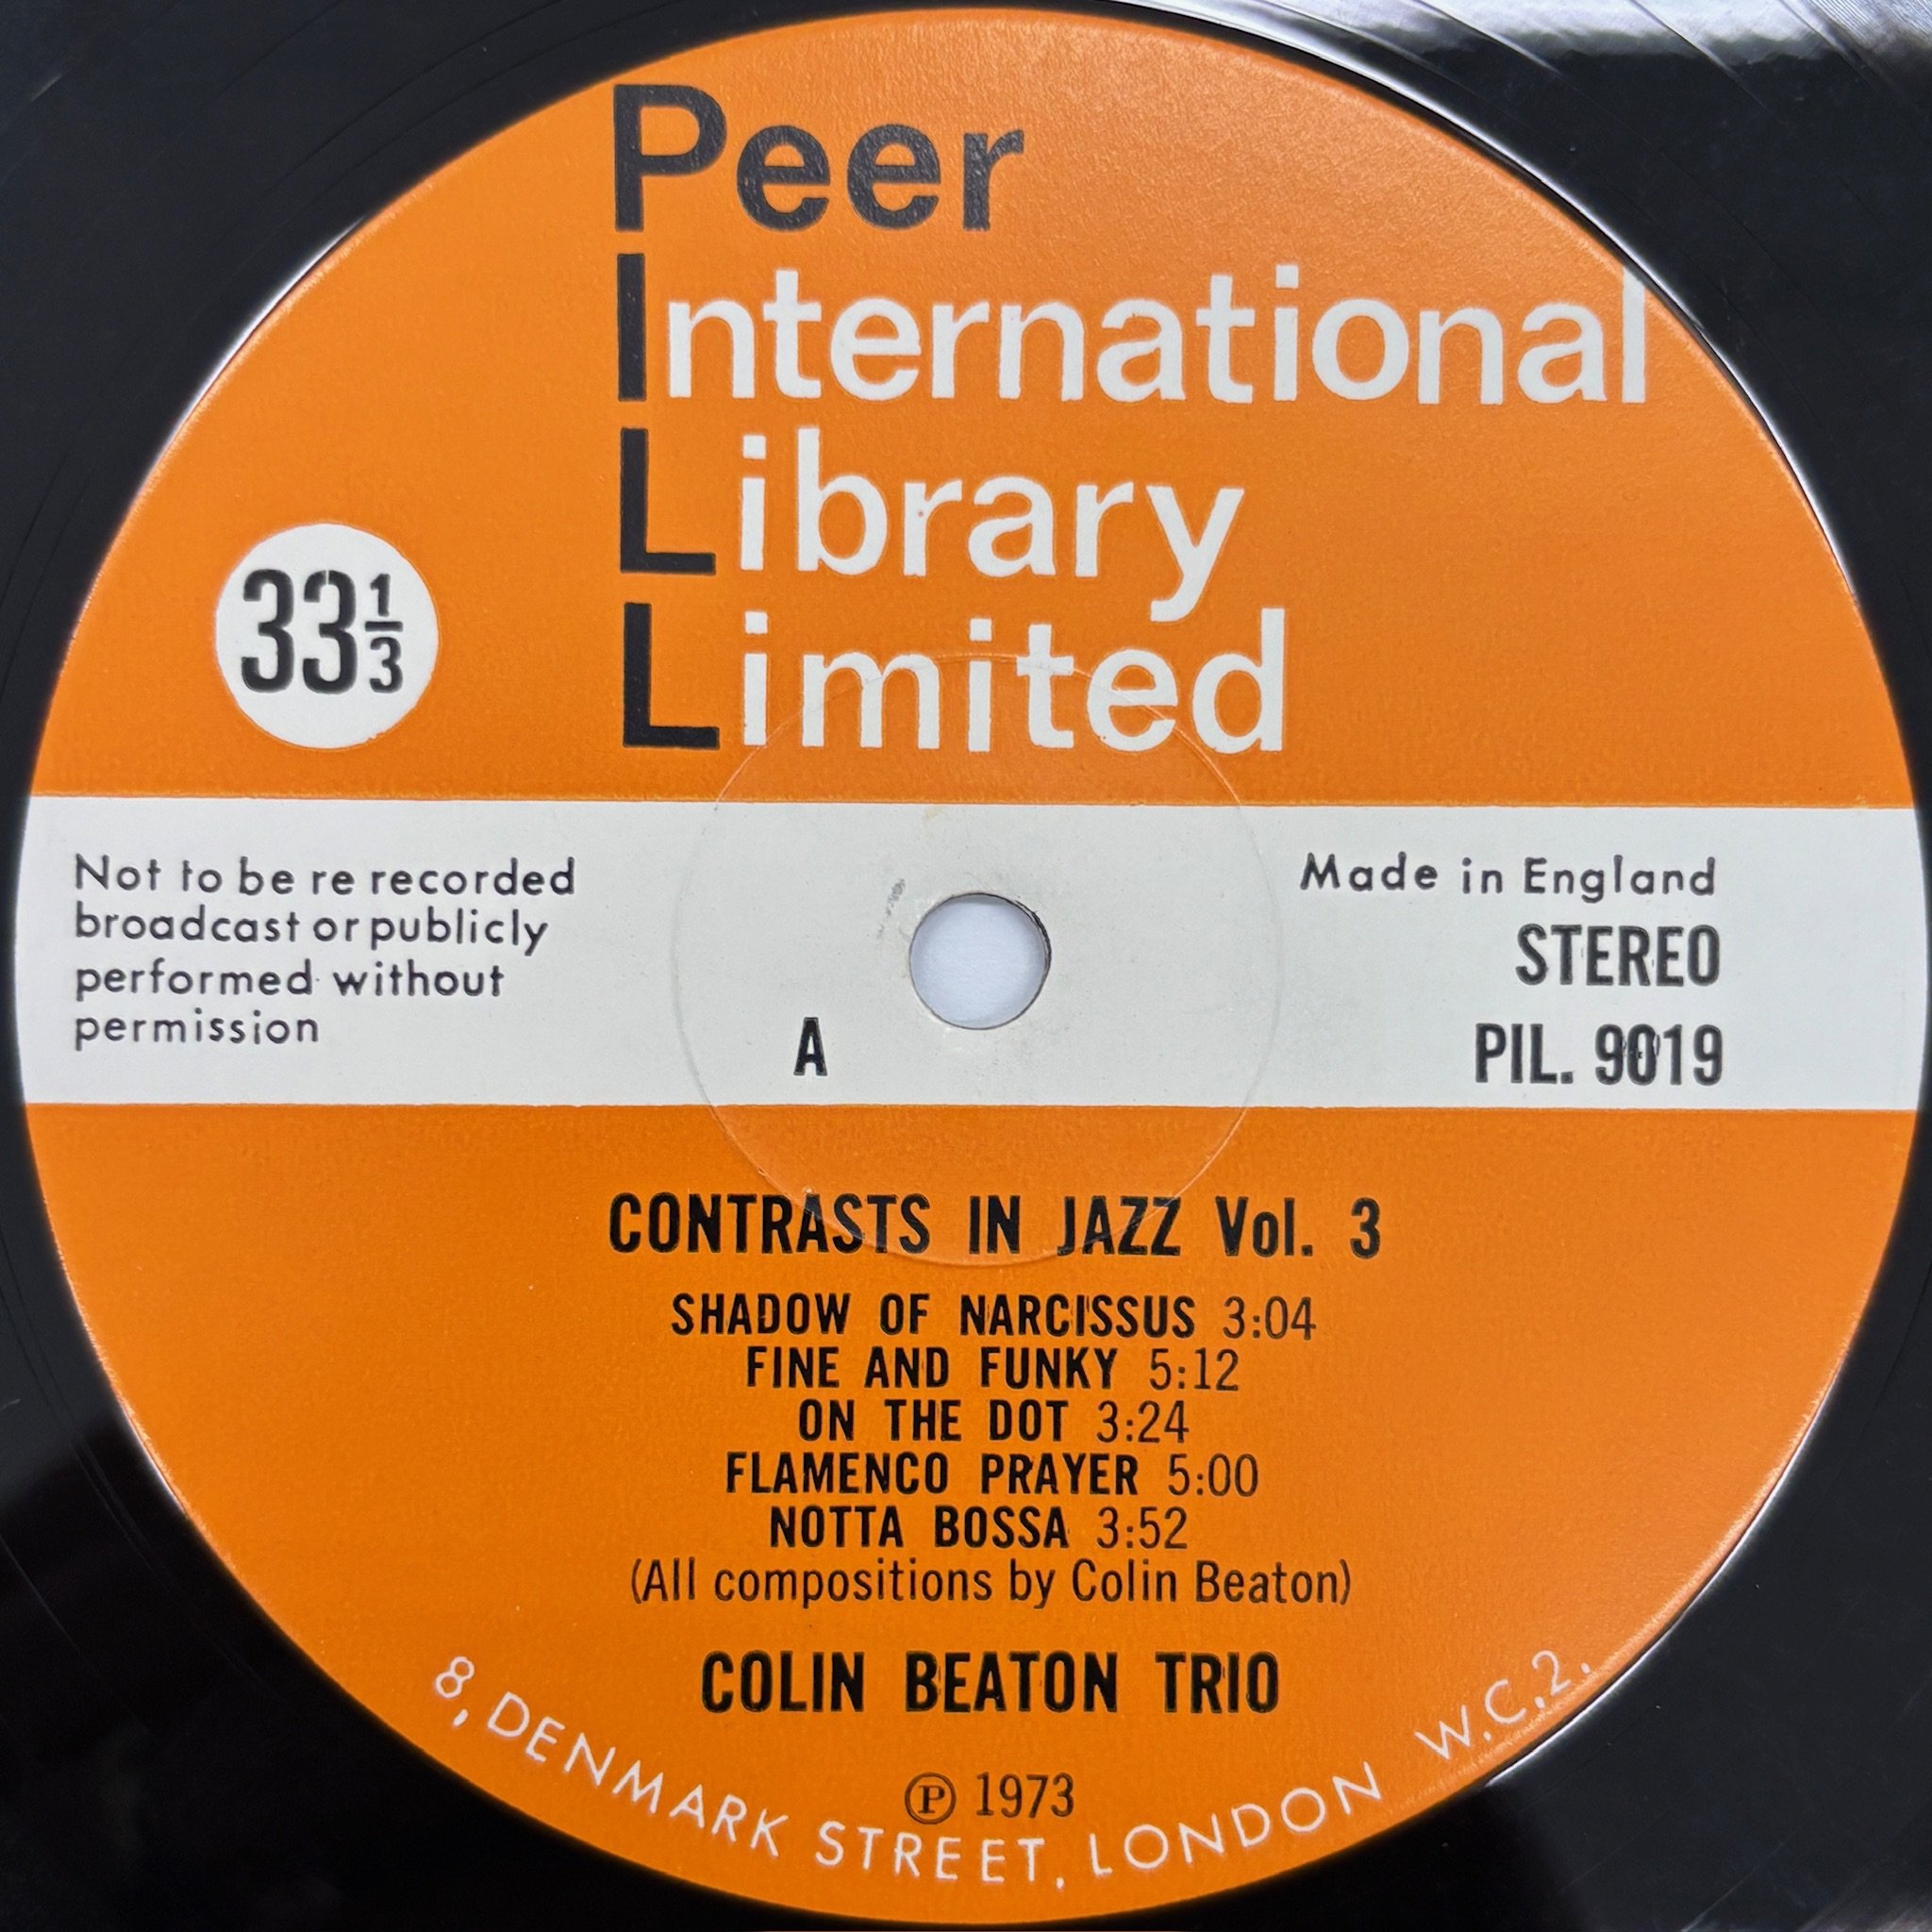 Peer
International
Library
Limited
33⅓
Not to be re recorded
broadcast or publicly
performed without
permission
A
Made in England
STEREO
PIL. 9019
CONTRASTS IN JAZZ Vol. 3
SHADOW OF NARCISSUS 3:04
FINE AND FUNKY 5:12
ON THE DOT 3:24
FLAMENCO PRAYER 5:00
NOTTA BOSSA 3:52
(All compositions by Colin Beaton)
COLIN BEATON TRIO
℗ 1973
8, DENMARK STREET, LONDON W.C.2.